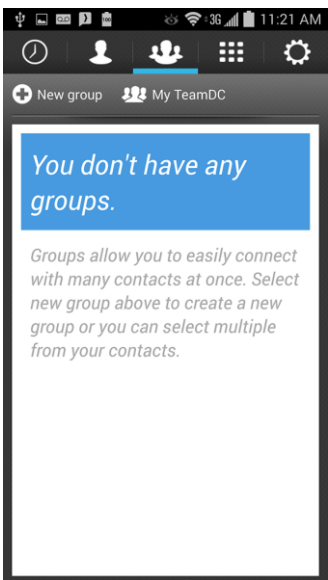 3G 11:21 AM
New group My TeamDC
You don't have any
groups.
Groups allow you to easily connect
with many contacts at once. Select
new group above to create a new
group or you can select multiple
from your contacts.